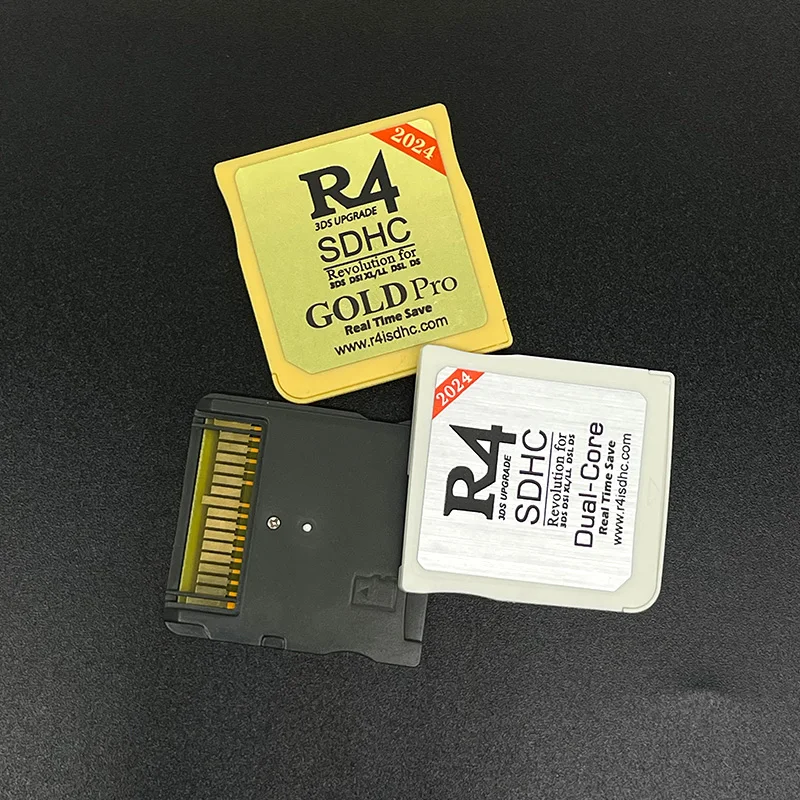 2024
R4
3DS UPGRADE
SDHC
Revolution for
3DS DSI XL/LL DSL DS
GOLD Pro
Real Time Save
www.r4isdhc.com
2024
R4
3DS UPGRADE
SDHC
Revolution for
3DS DSI XL/LL DSL DS
Dual-Core
Real Time Save
www.r4isdhc.com